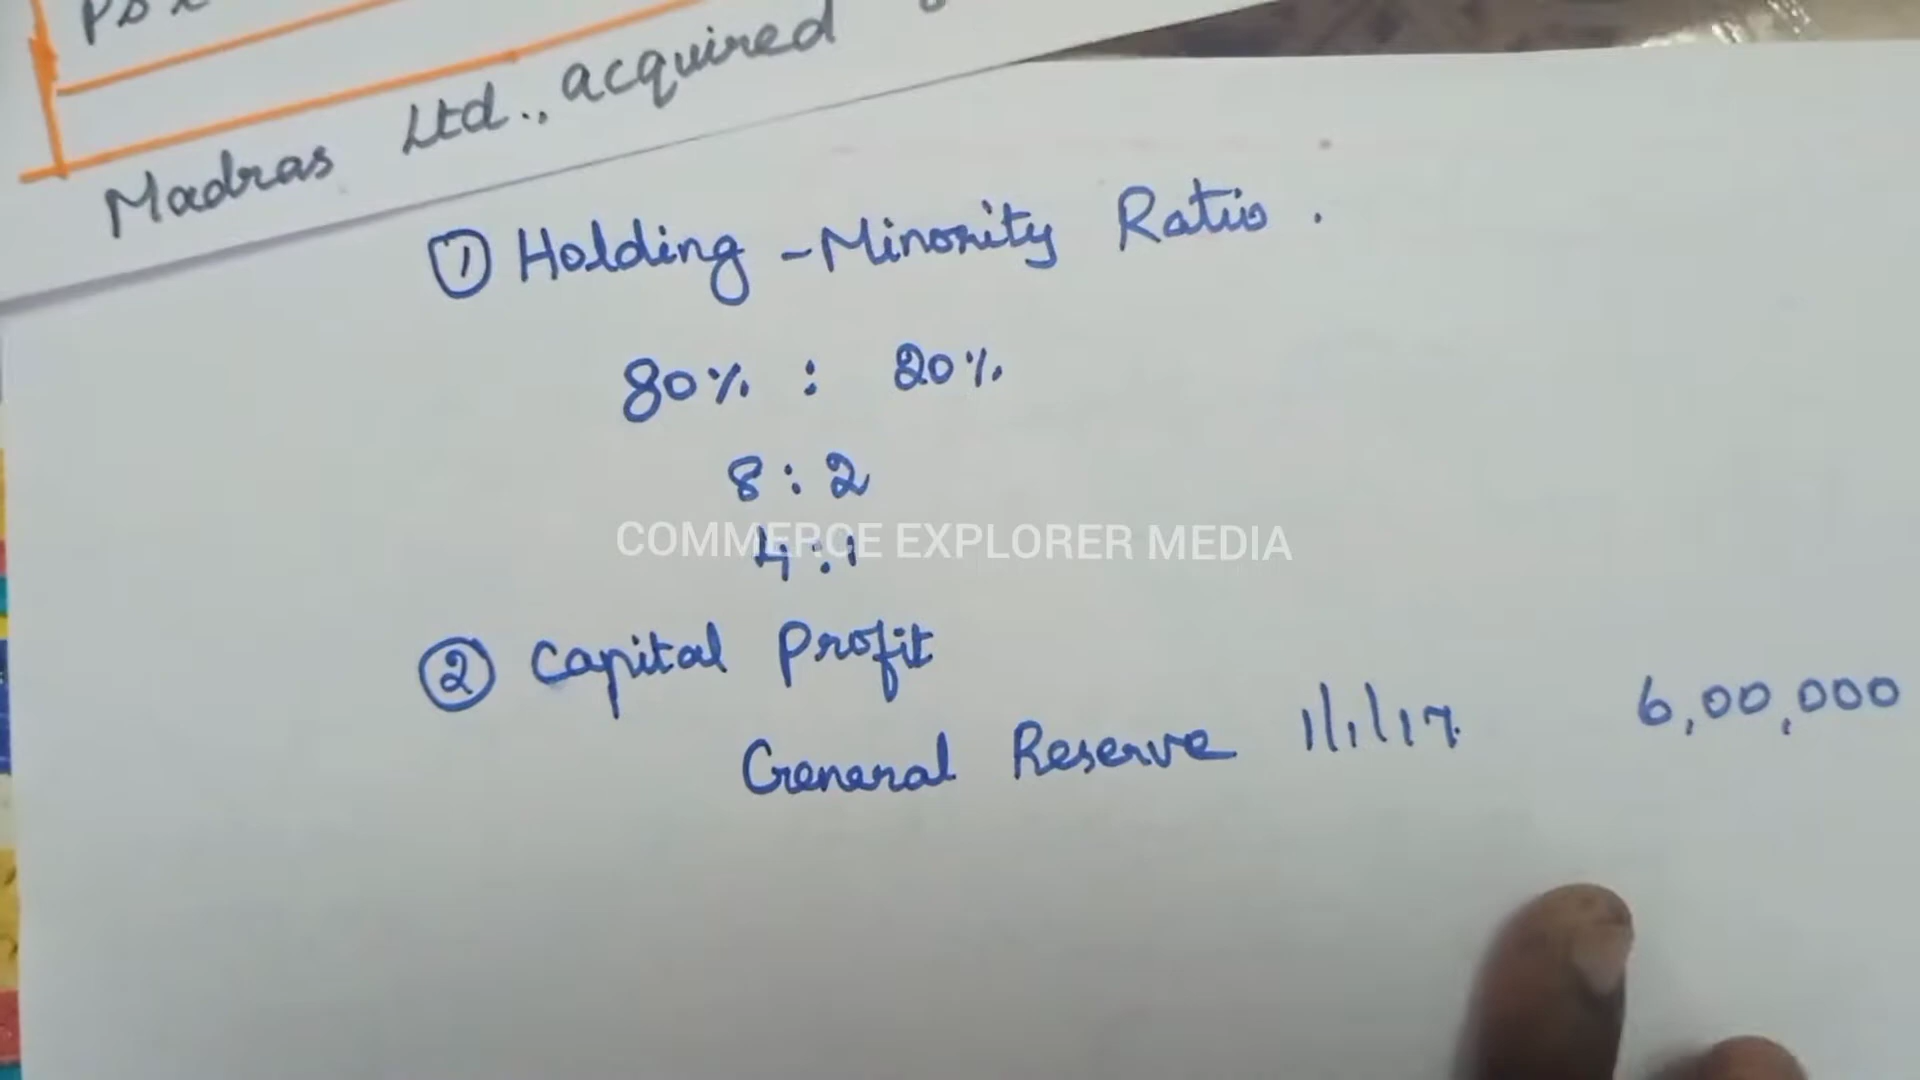 Madras Ltd., acquired
① Holding - Minority Ratio.
80% : 20%
8 : 2
4 : 1
COMMERCE EXPLORER MEDIA
② Capital Profit
General Reserve 1/1/17. 6,00,000